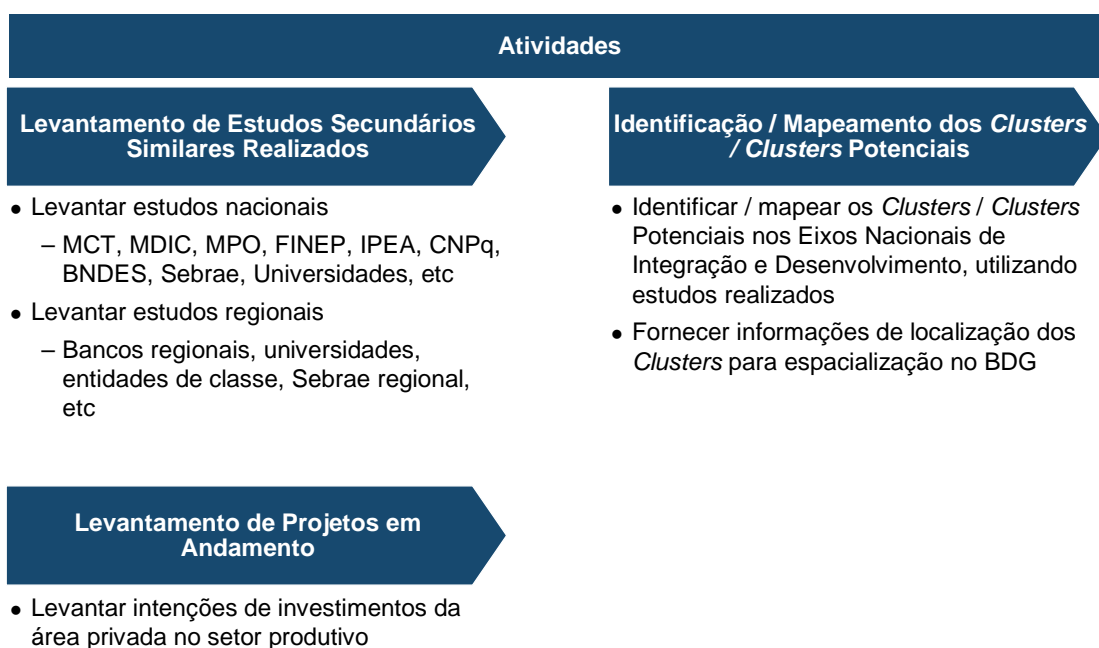 Atividades
Levantamento de Estudos Secundários
Similares Realizados
• Levantar estudos nacionais
– MCT, MDIC, MPO, FINEP, IPEA, CNPq,
BNDES, Sebrae, Universidades, etc
• Levantar estudos regionais
– Bancos regionais, universidades,
entidades de classe, Sebrae regional,
etc
Identificação / Mapeamento dos Clusters
/ Clusters Potenciais
• Identificar / mapear os Clusters / Clusters
Potenciais nos Eixos Nacionais de
Integração e Desenvolvimento, utilizando
estudos realizados
• Fornecer informações de localização dos
Clusters para espacialização no BDG
Levantamento de Projetos em
Andamento
• Levantar intenções de investimentos da
área privada no setor produtivo